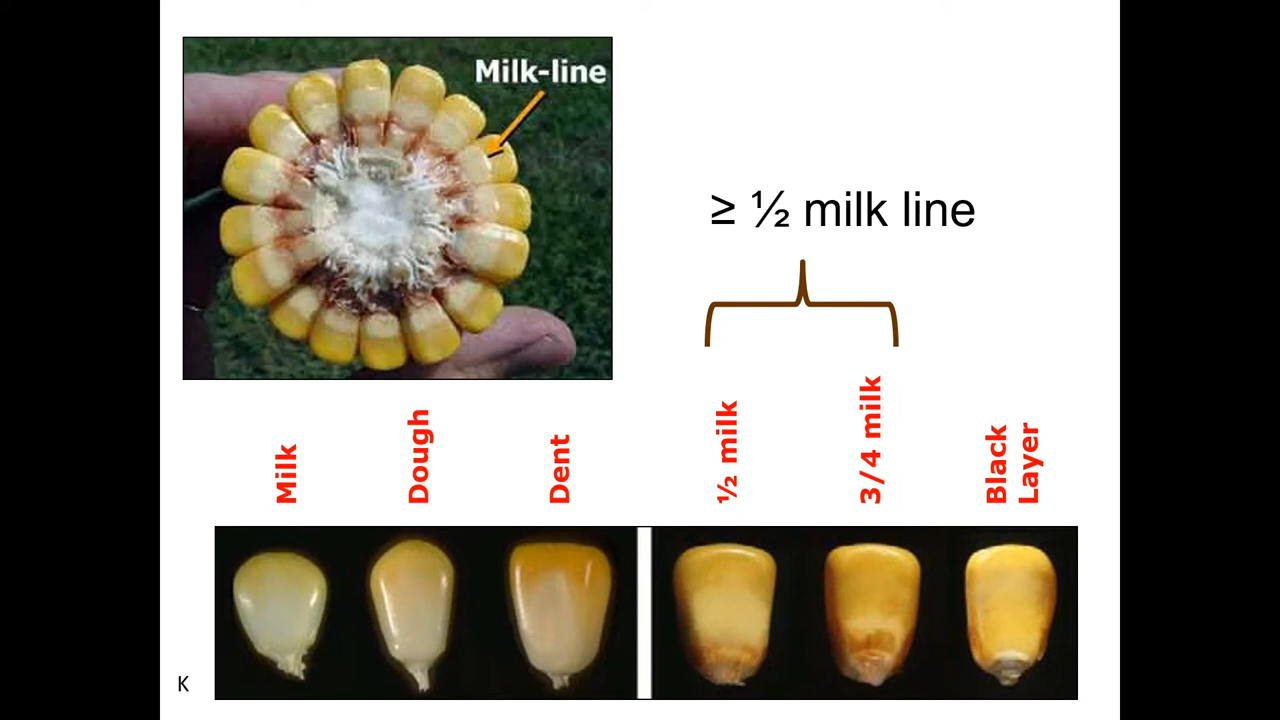 Milk-line
≥ ½ milk line
Milk
Dough
Dent
½ milk
3/4 milk
Black
Layer
K